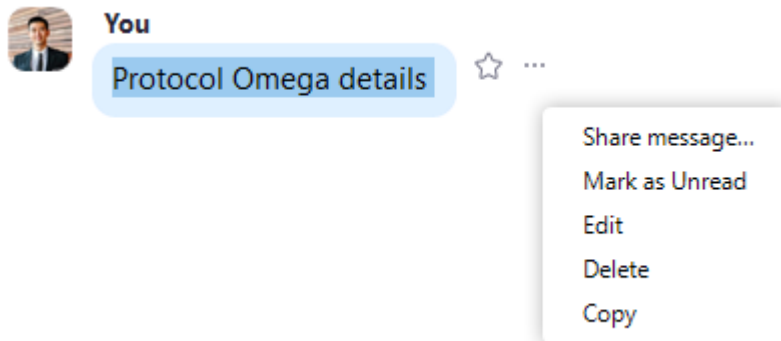 You
Protocol Omega details
...
Share message...
Mark as Unread
Edit
Delete
Copy